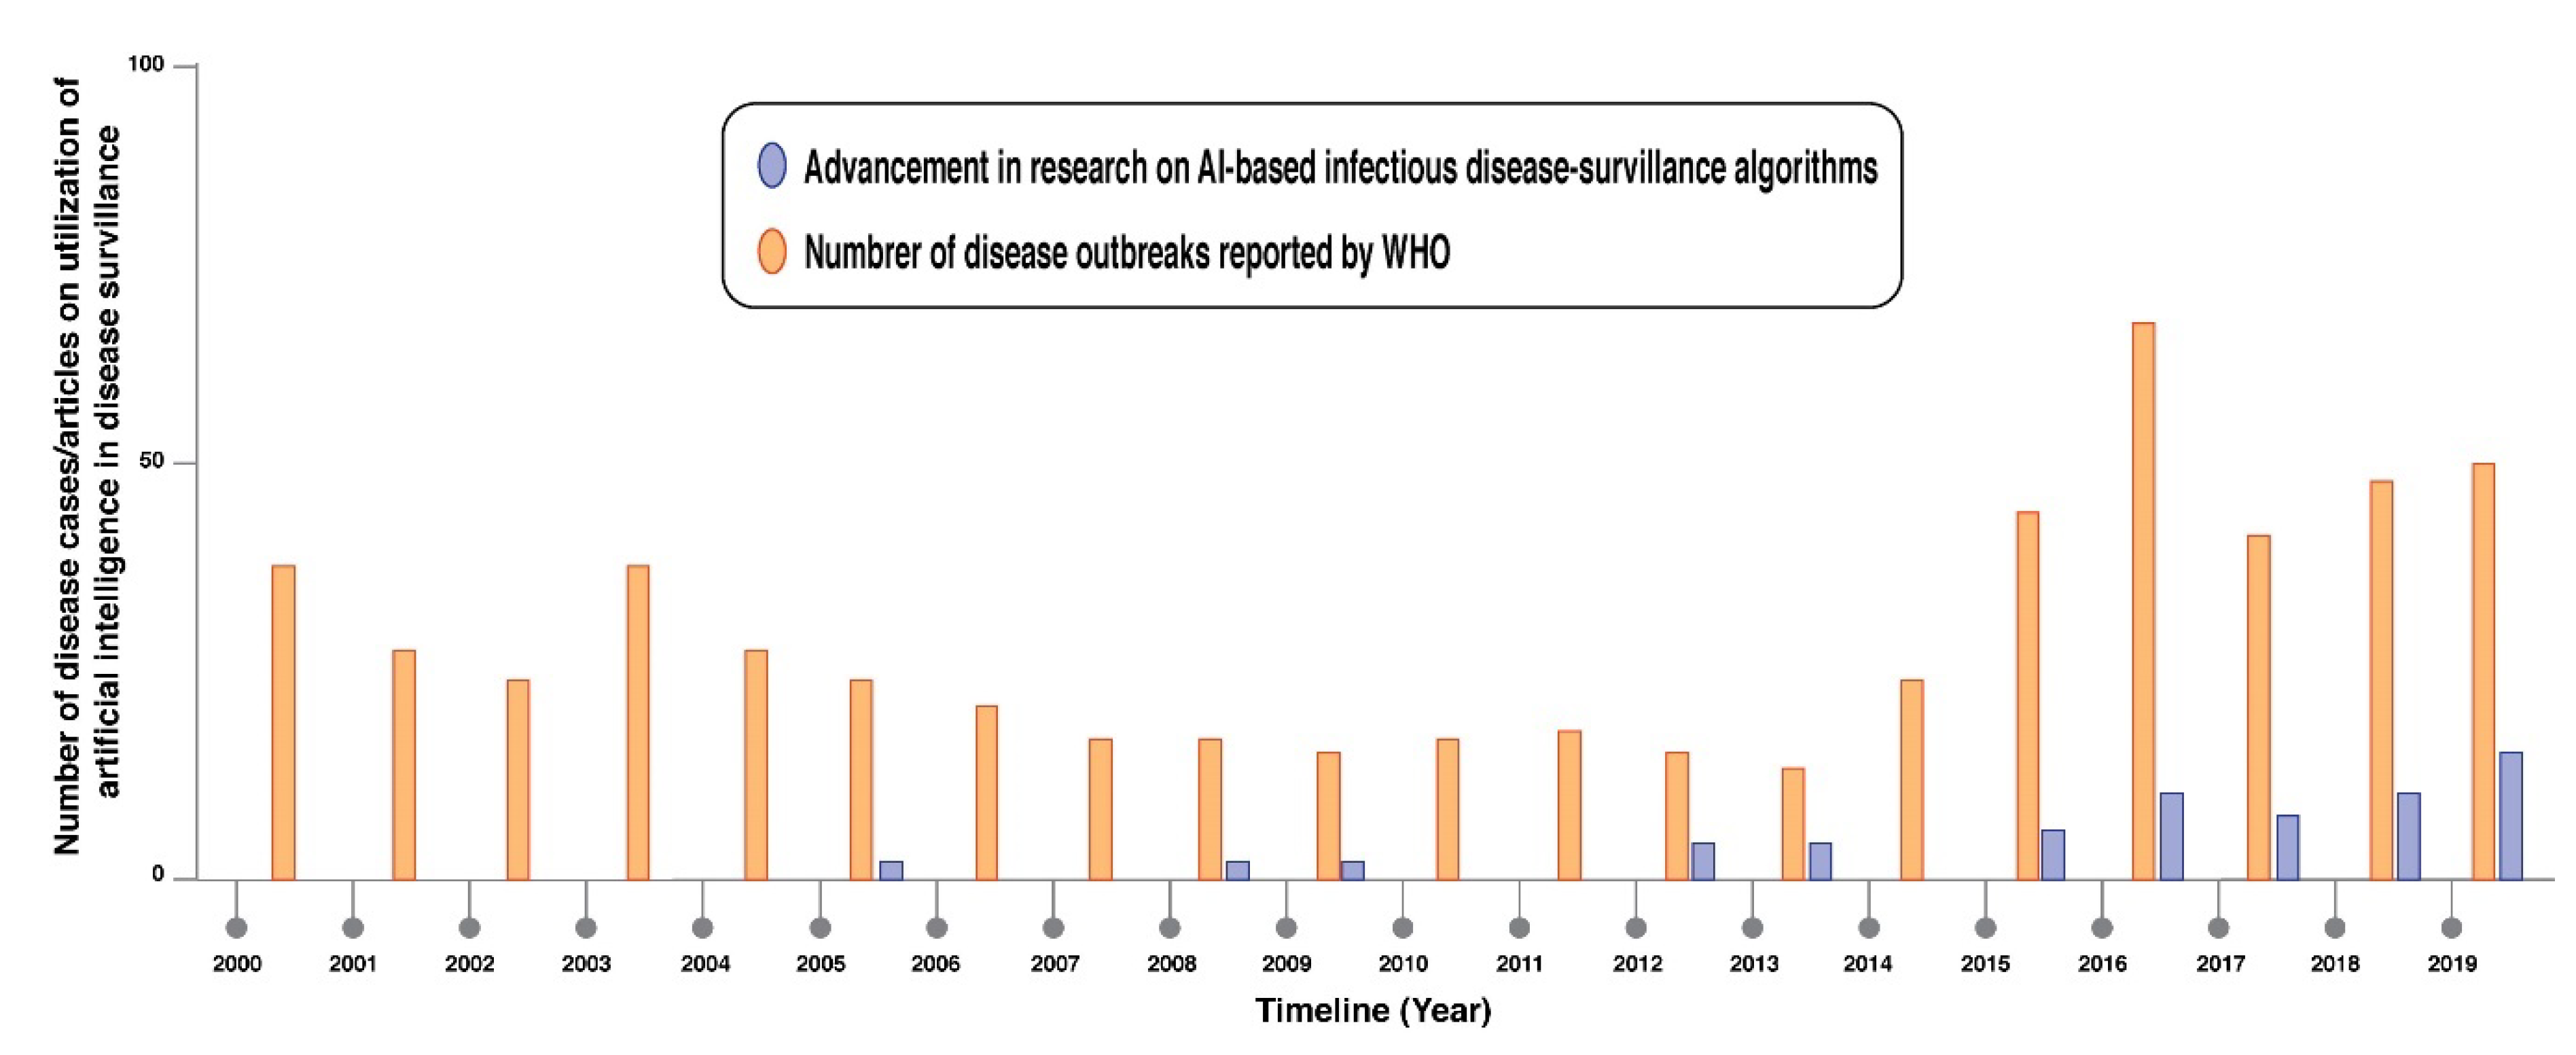 Number of disease cases/articles on utilization of
artificial intelligence in disease survillance
100
50
0
Advancement in research on AI-based infectious disease-survillance algorithms
Numbrer of disease outbreaks reported by WHO
2000 2001 2002 2003 2004 2005 2006 2007 2008 2009 2010 2011 2012 2013 2014 2015 2016 2017 2018 2019
Timeline (Year)